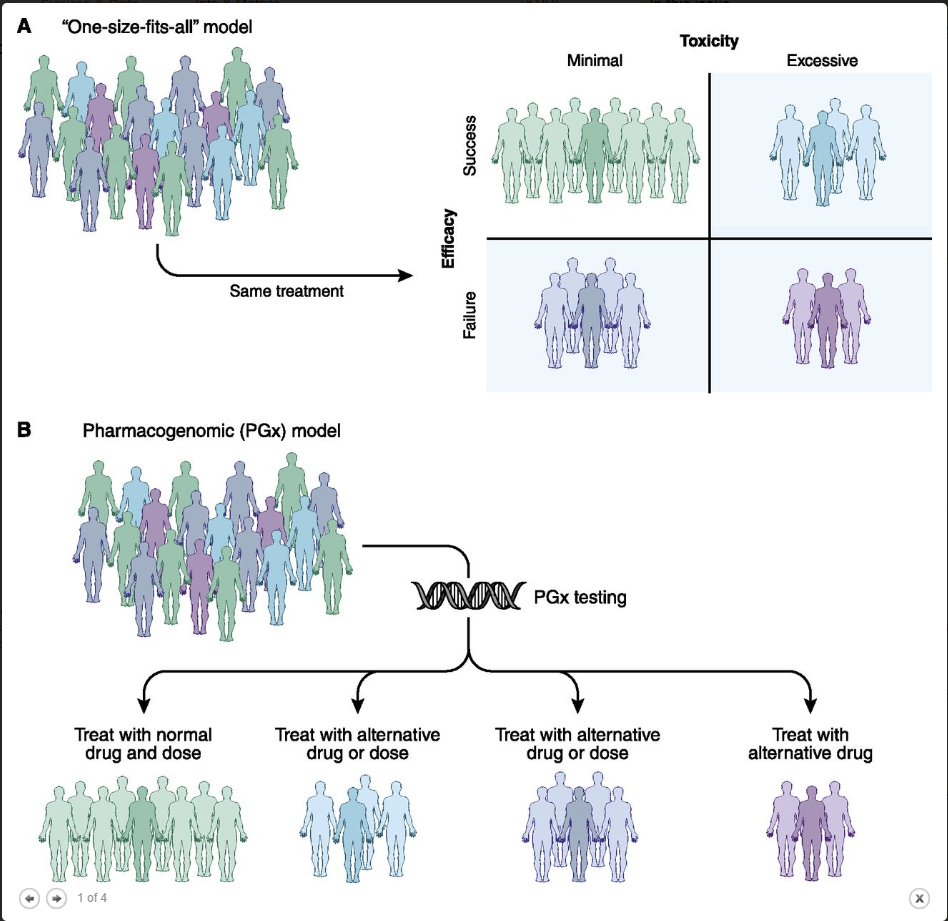 A
“One-size-fits-all” model
Toxicity
Minimal
Excessive
Efficacy
Success
Failure
Same treatment
B
Pharmacogenomic (PGx) model
PGx testing
Treat with normal
drug and dose
Treat with alternative
drug or dose
Treat with alternative
drug or dose
Treat with
alternative drug
1 of 4
X